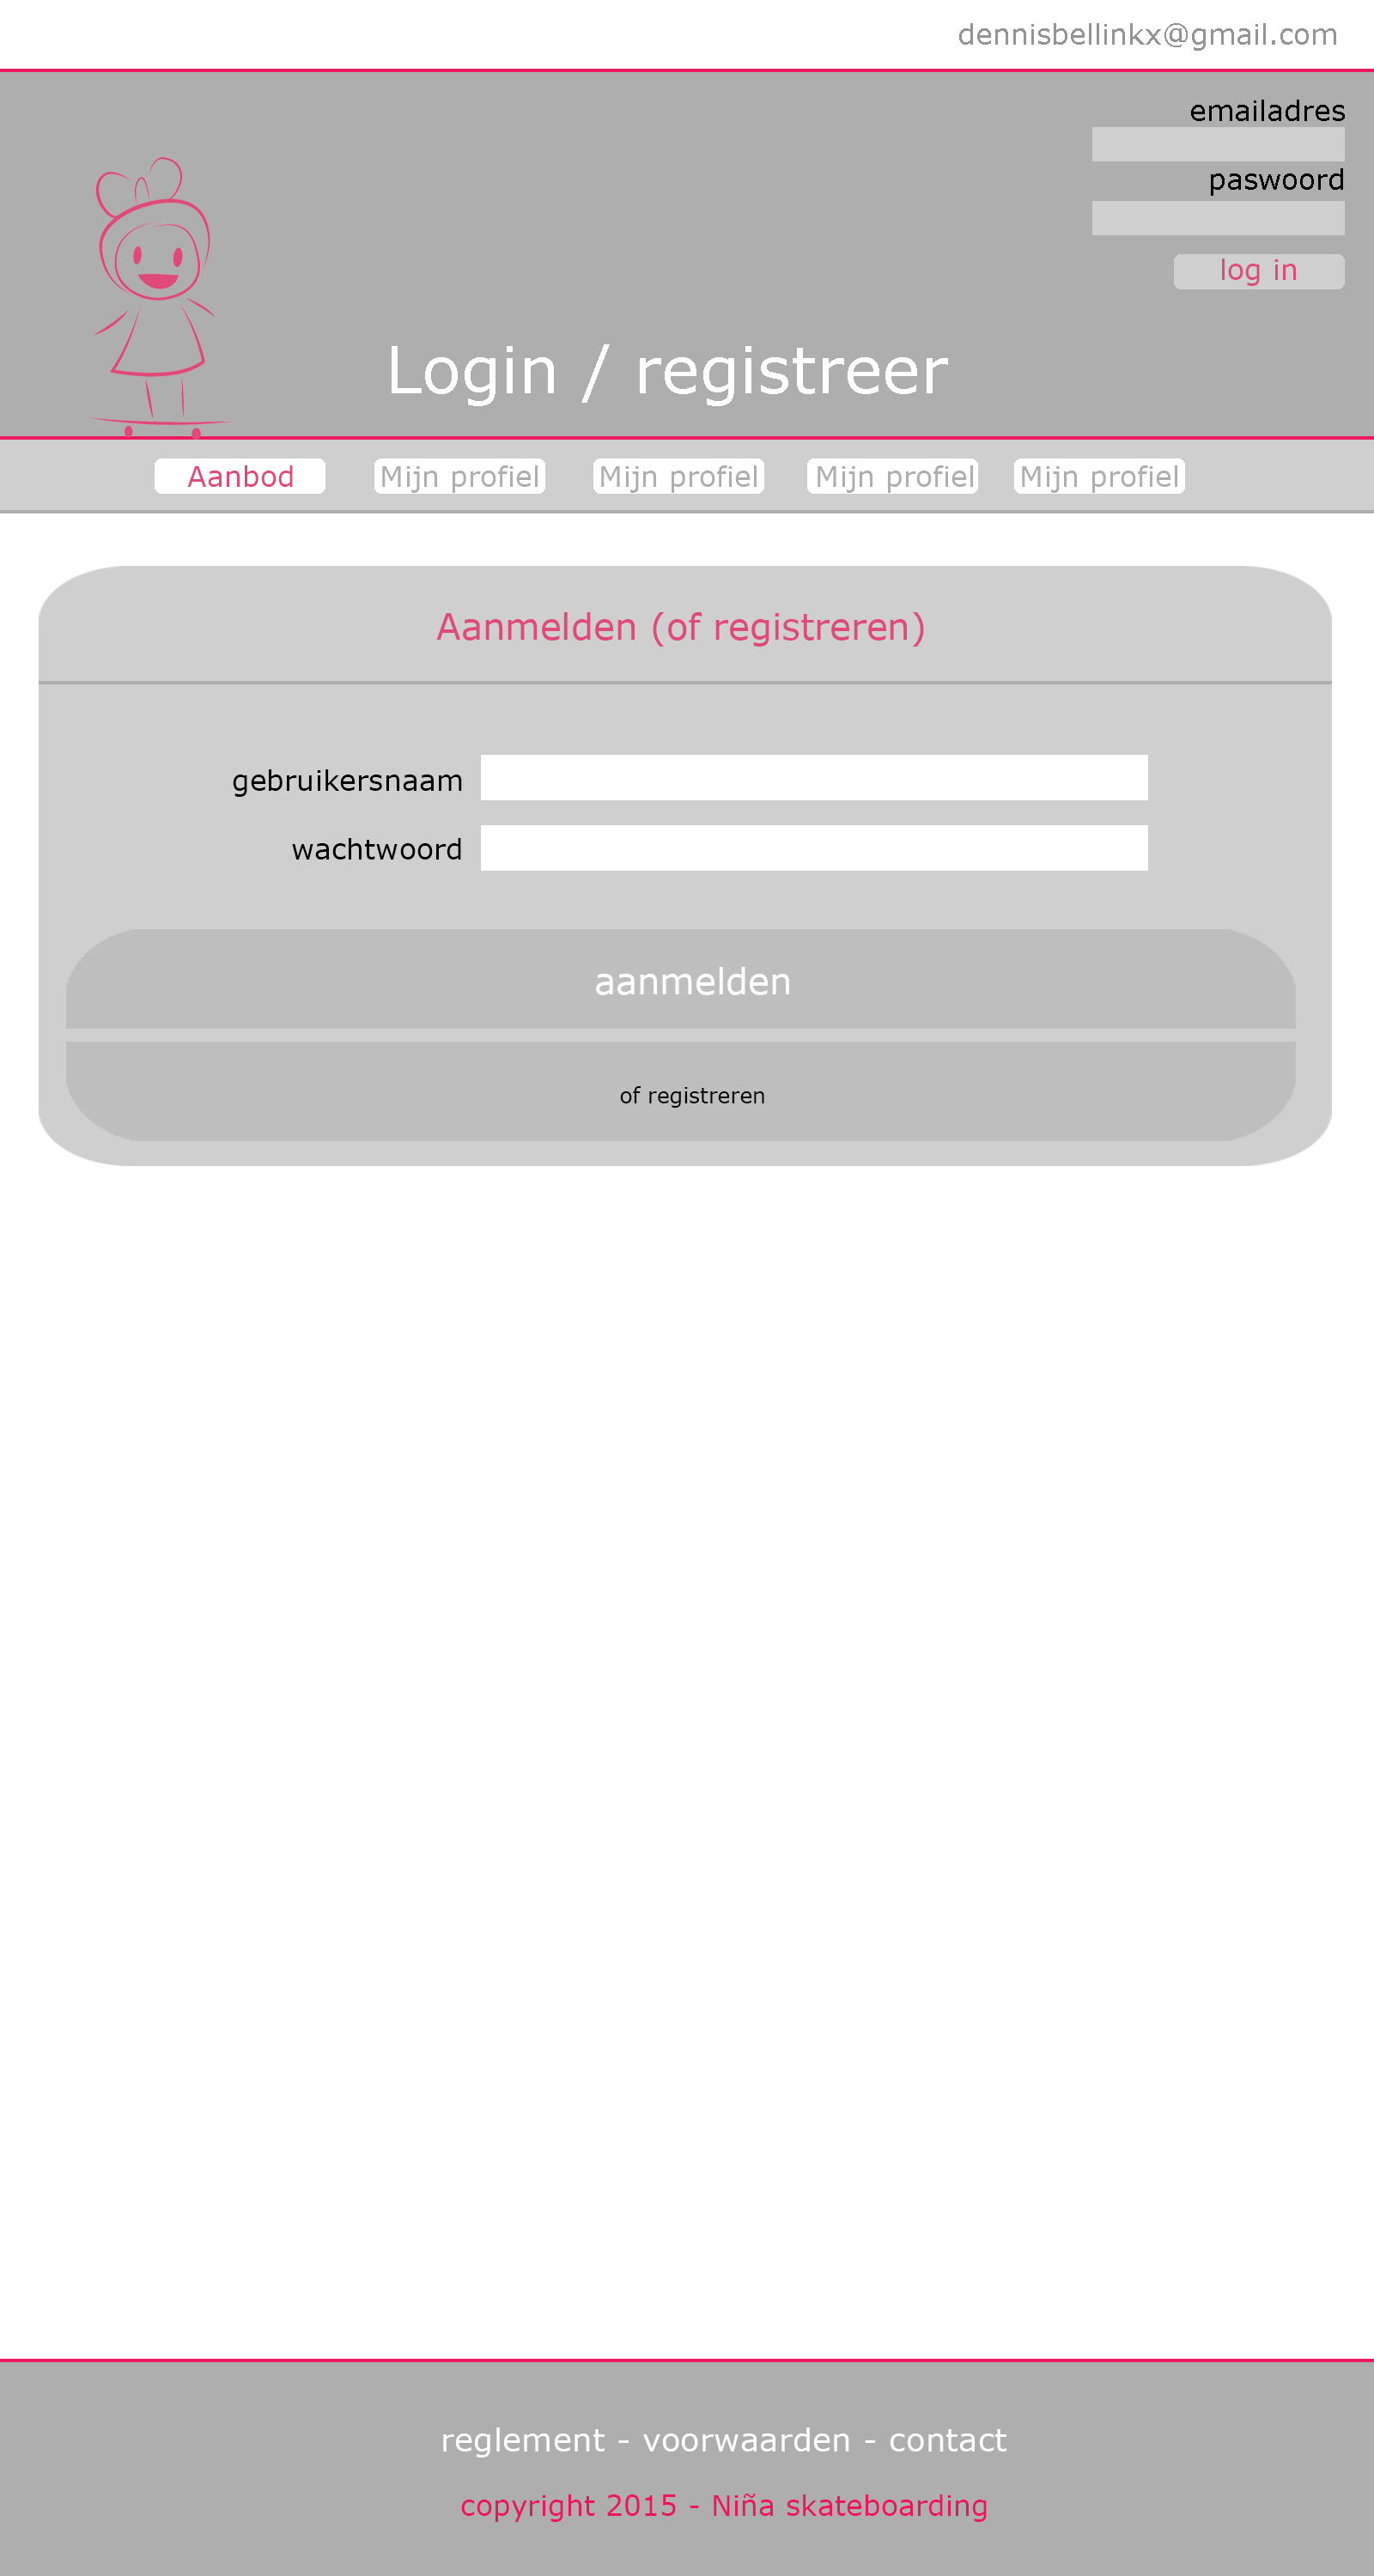 dennisbellinkx@gmail.com
emailadres
paswoord
log in
Login / registreer
Aanbod Mijn profiel Mijn profiel Mijn profiel Mijn profiel
Aanmelden (of registreren)
gebruikersnaam
wachtwoord
aanmelden
of registreren
reglement - voorwaarden - contact
copyright 2015 - Niña skateboarding